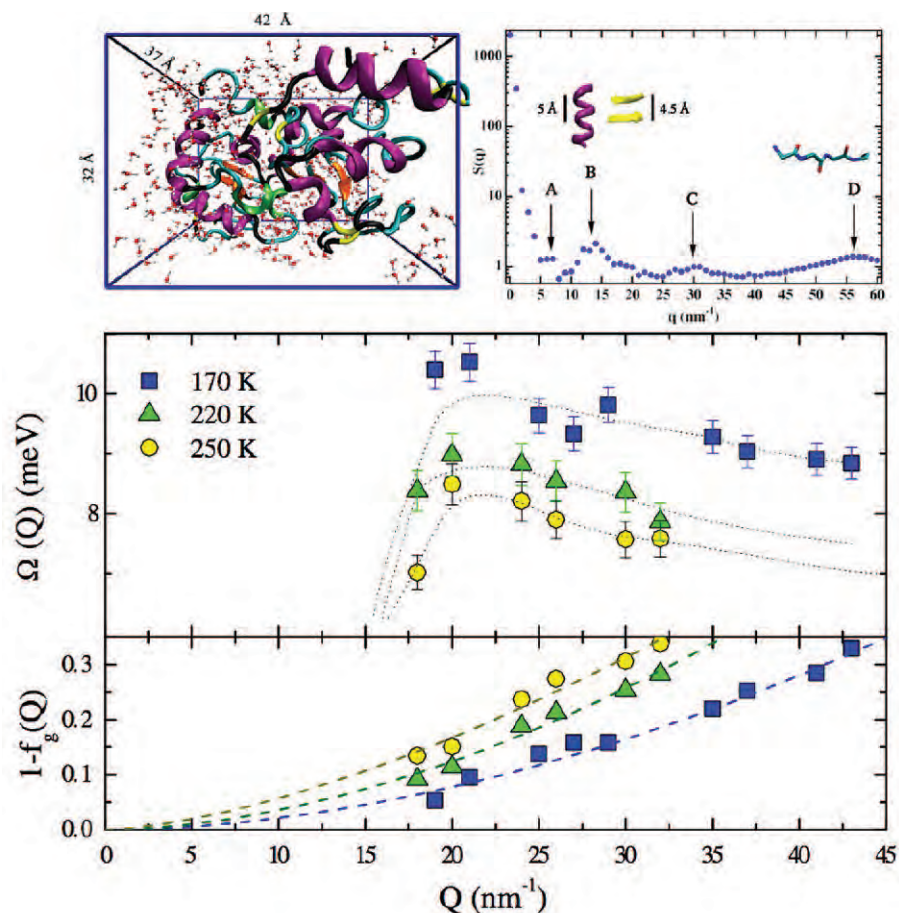 42 Å
37 Å
32 Å
1000
100
10
1
S(q)
5 Å
4.5 Å
A
B
C
D
0 5 10 15 20 25 30 35 40 45 50 55 60
q (nm⁻¹)
10
8
Ω (Q) (meV)
170 K
220 K
250 K
0.3
0.2
0.1
0.0
1-f_g(Q)
0 5 10 15 20 25 30 35 40 45
Q (nm⁻¹)